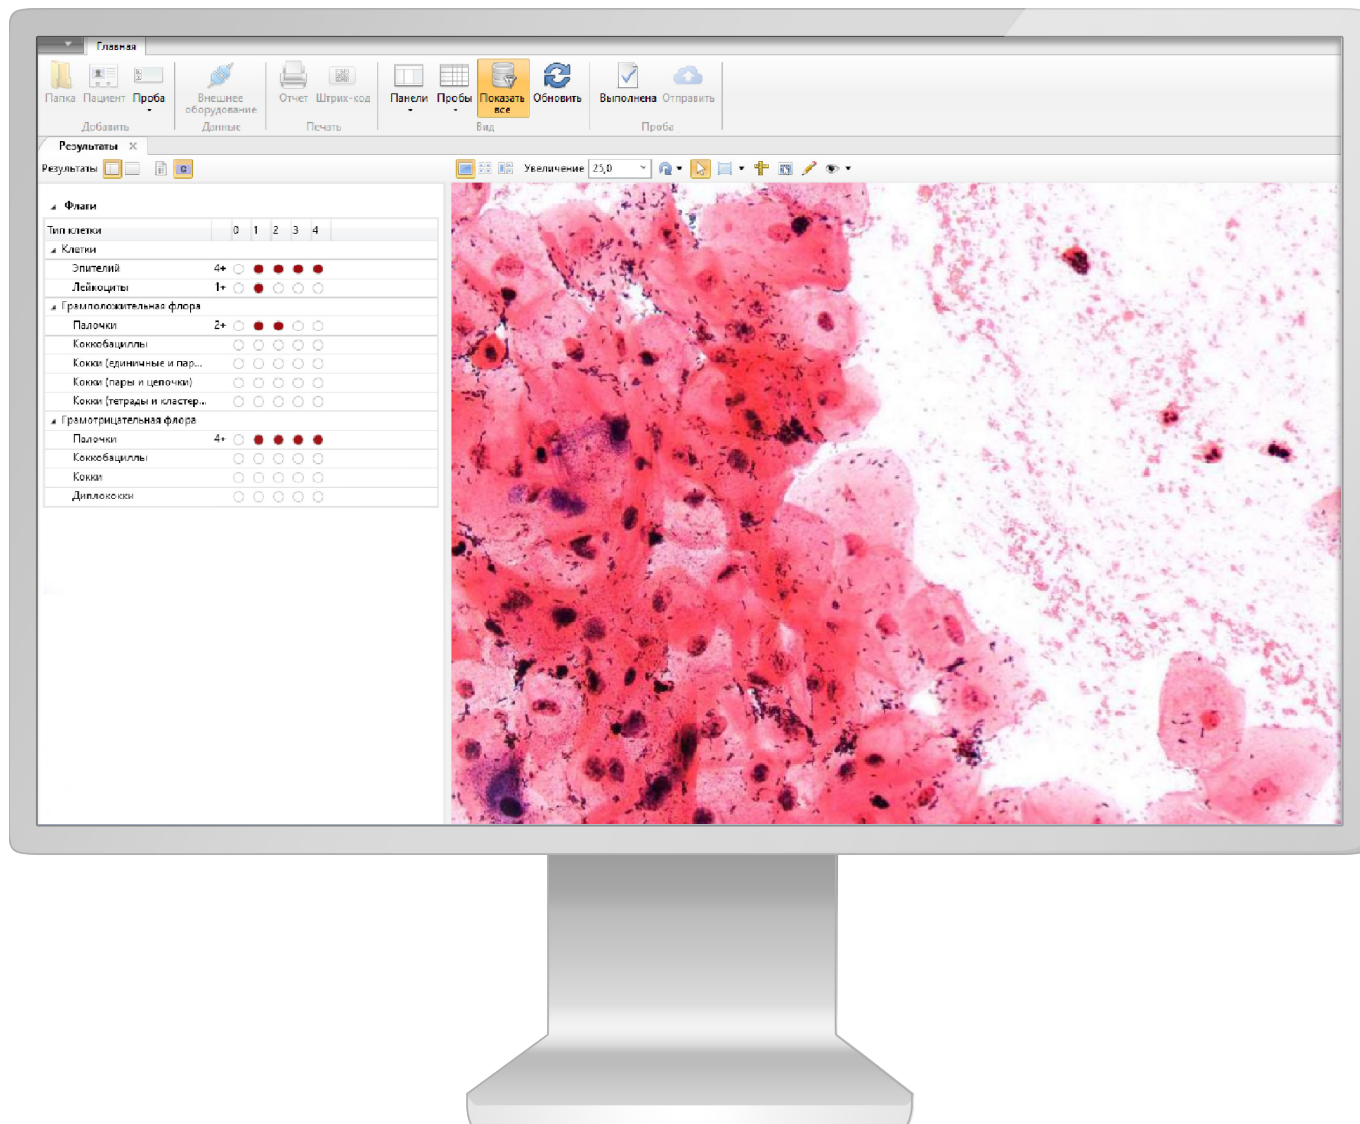 Главная
Папка Пациент Проба Внешнее оборудование Отчет Штрих-код Панели Пробы Показать все Обновить Выполнена Отправить
Добавить Данные Печать Вид Проба
Результаты
Результаты Увеличение 25,0
Флаги
Тип клетки 0 1 2 3 4
Клетки
Эпителий 4+
Лейкоциты 1+
Грамположительная флора
Палочки 2+
Коккобациллы
Кокки (единичные и пар...
Кокки (пары и цепочки)
Кокки (тетрады и кластер...
Грамотрицательная флора
Палочки 4+
Коккобациллы
Кокки
Диплококки